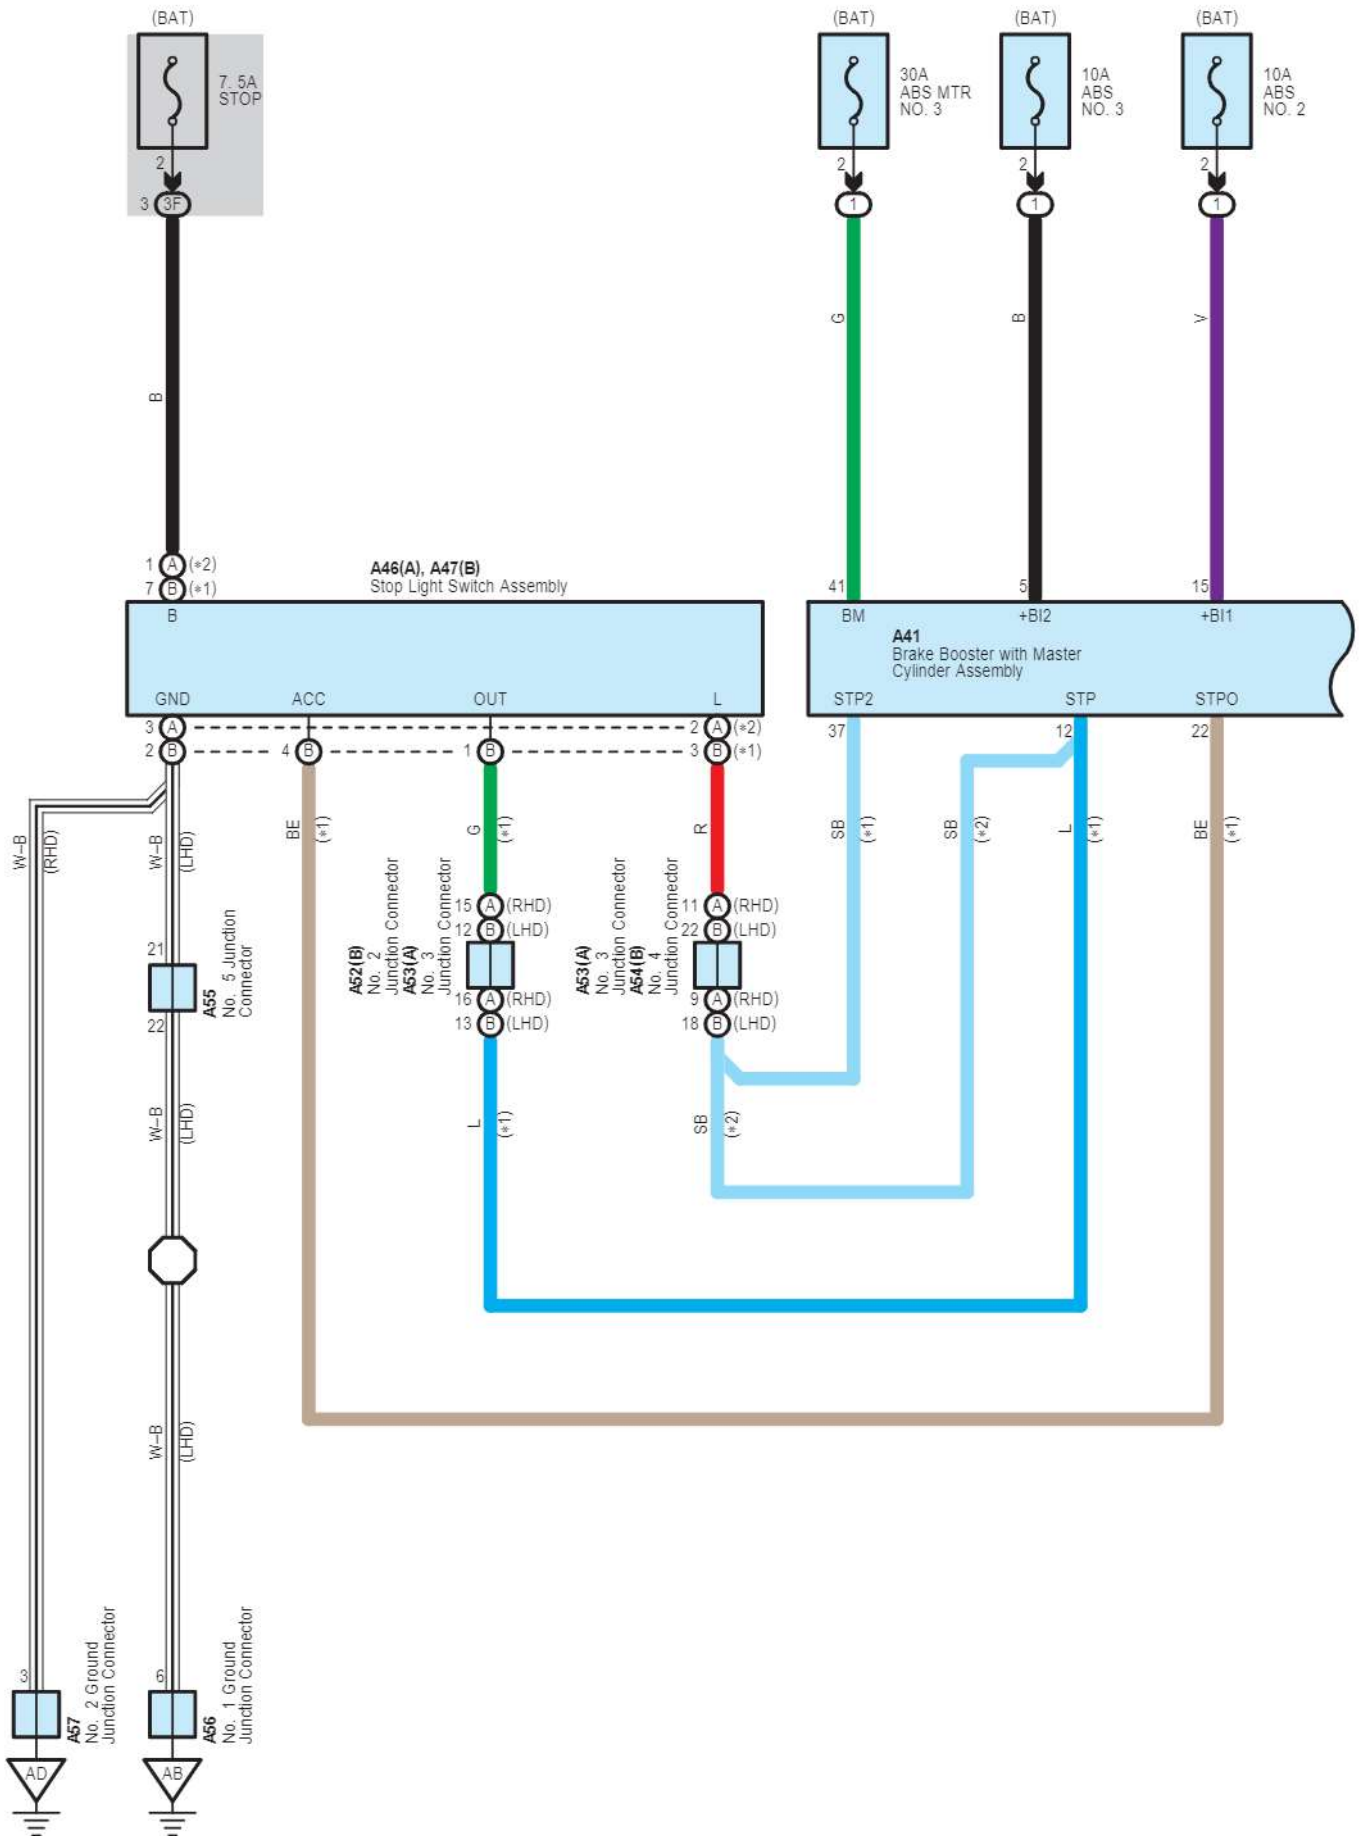 (BAT)
(BAT)
(BAT)
(BAT)
7. 5A
STOP
30A
ABS MTR
NO. 3
10A
ABS
NO. 3
10A
ABS
NO. 2
2
2
2
2
3 3F
1
1
1
G
B
V
B
1 A (*2)
7 B (*1)
A46(A), A47(B)
Stop Light Switch Assembly
41
5
15
B
BM
+BI2
+BI1
A41
Brake Booster with Master
Cylinder Assembly
GND
ACC
OUT
L
STP2
STP
STPO
3 A
2 A (*2)
2 B
4 B
1 B
3 B (*1)
37
12
22
W-B
(RHD)
W-B
(LHD)
BE
(*1)
G
(*1)
R
SB
(*1)
SB
(*2)
L
(*1)
BE
(*1)
A52(B)
No. 2
Junction Connector
A53(A)
No. 3
Junction Connector
15 A (RHD)
12 B (LHD)
16 A (RHD)
13 B (LHD)
A53(A)
No. 3
Junction Connector
A54(B)
No. 4
Junction Connector
11 A (RHD)
22 B (LHD)
9 A (RHD)
18 B (LHD)
21
22
A55
No. 5 Junction
Connector
W-B
(LHD)
L
(*1)
SB
(*2)
W-B
(LHD)
3
A57
No. 2 Ground
Junction Connector
6
A56
No. 1 Ground
Junction Connector
AD
AB